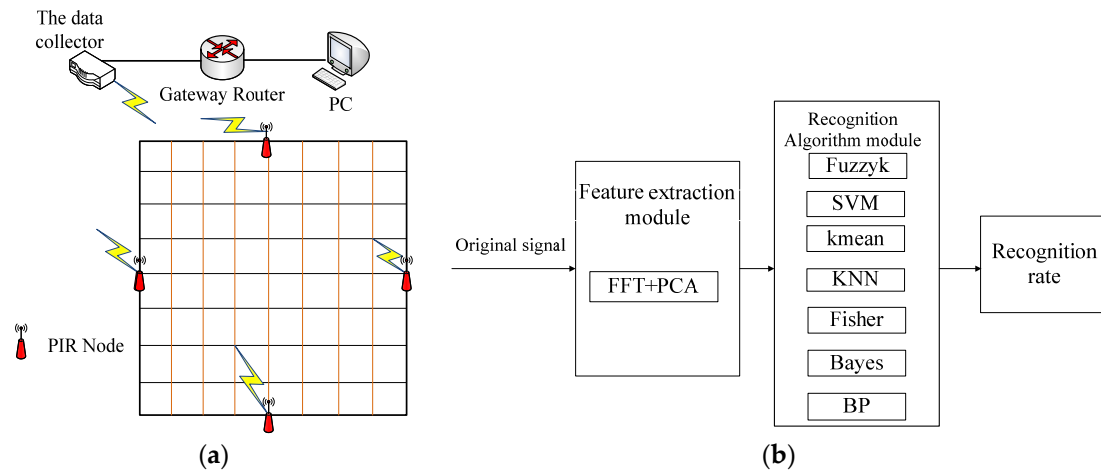 The data
collector
Gateway Router
PC
PIR Node
(a)
Original signal
Feature extraction
module
FFT+PCA
Recognition
Algorithm module
Fuzzyk
SVM
kmean
KNN
Fisher
Bayes
BP
Recognition
rate
(b)